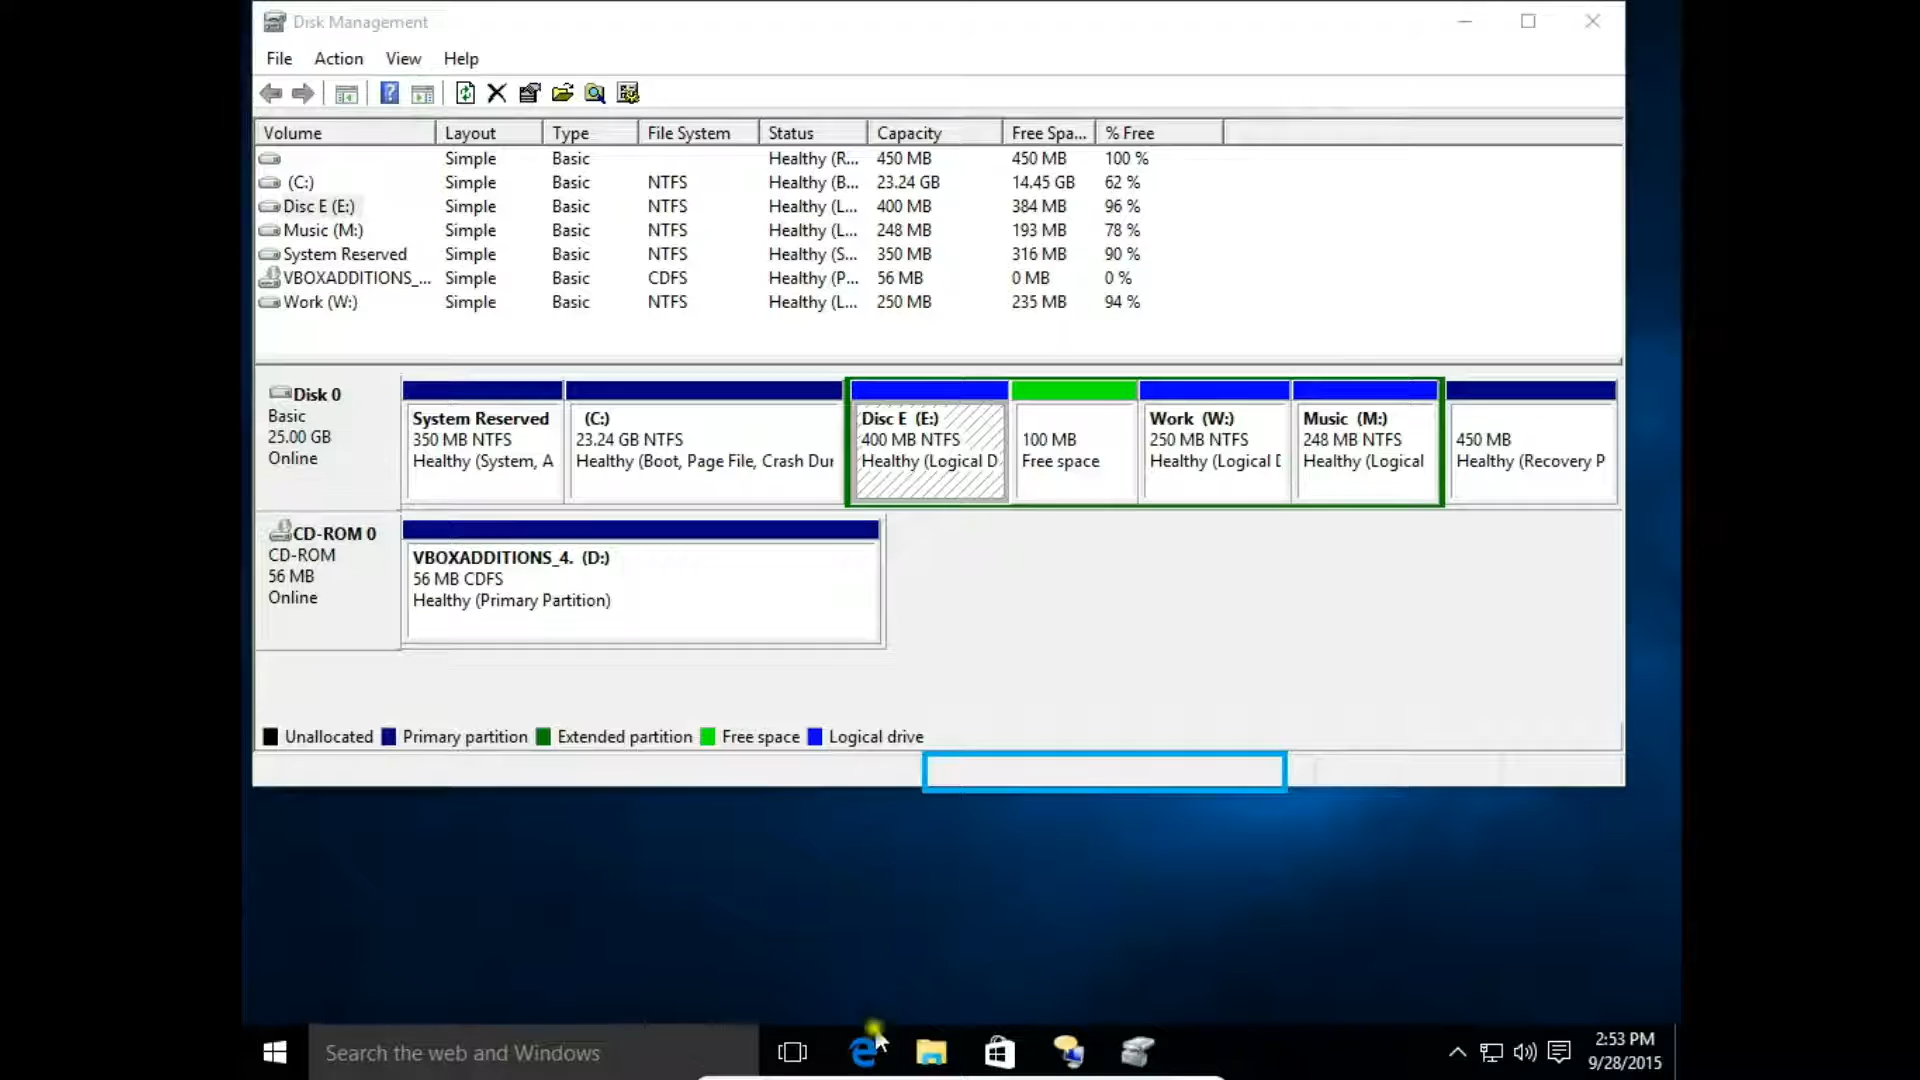 Disk Management
File Action View Help
Volume Layout Type File System Status Capacity Free Spa... % Free
Simple Basic Healthy (R... 450 MB 450 MB 100 %
(C:) Simple Basic NTFS Healthy (B... 23.24 GB 14.45 GB 62 %
Disc E (E:) Simple Basic NTFS Healthy (L... 400 MB 384 MB 96 %
Music (M:) Simple Basic NTFS Healthy (L... 248 MB 193 MB 78 %
System Reserved Simple Basic NTFS Healthy (S... 350 MB 316 MB 90 %
VBOXADDITIONS_... Simple Basic CDFS Healthy (P... 56 MB 0 MB 0 %
Work (W:) Simple Basic NTFS Healthy (L... 250 MB 235 MB 94 %
Disk 0
Basic
25.00 GB
Online
System Reserved
350 MB NTFS
Healthy (System, A
(C:)
23.24 GB NTFS
Healthy (Boot, Page File, Crash Dur
Disc E (E:)
400 MB NTFS
Healthy (Logical D
100 MB
Free space
Work (W:)
250 MB NTFS
Healthy (Logical D
Music (M:)
248 MB NTFS
Healthy (Logical
450 MB
Healthy (Recovery P
CD-ROM 0
CD-ROM
56 MB
Online
VBOXADDITIONS_4. (D:)
56 MB CDFS
Healthy (Primary Partition)
Unallocated Primary partition Extended partition Free space Logical drive
Search the web and Windows
2:53 PM
9/28/2015